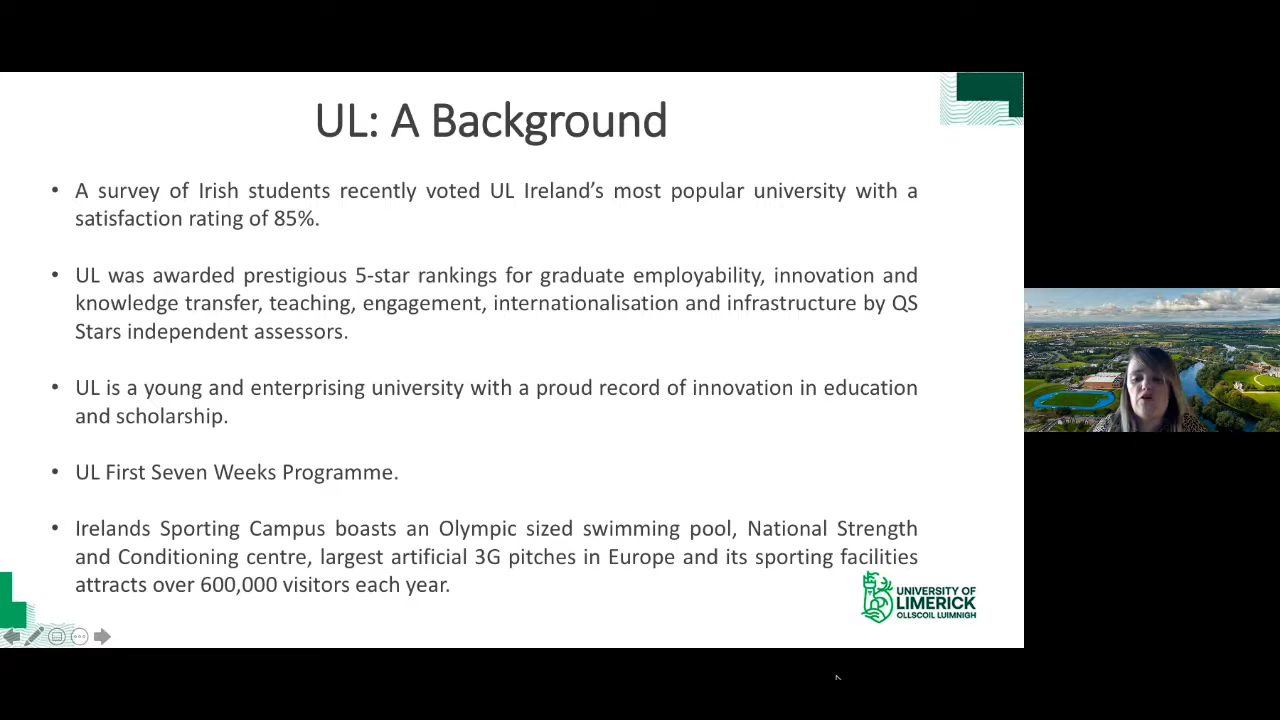 UL: A Background
• A survey of Irish students recently voted UL Ireland's most popular university with a
satisfaction rating of 85%.
• UL was awarded prestigious 5-star rankings for graduate employability, innovation and
knowledge transfer, teaching, engagement, internationalisation and infrastructure by QS
Stars independent assessors.
• UL is a young and enterprising university with a proud record of innovation in education
and scholarship.
• UL First Seven Weeks Programme.
• Irelands Sporting Campus boasts an Olympic sized swimming pool, National Strength
and Conditioning centre, largest artificial 3G pitches in Europe and its sporting facilities
attracts over 600,000 visitors each year.
UNIVERSITY OF
LIMERICK
OLLSCOIL LUIMNIGH